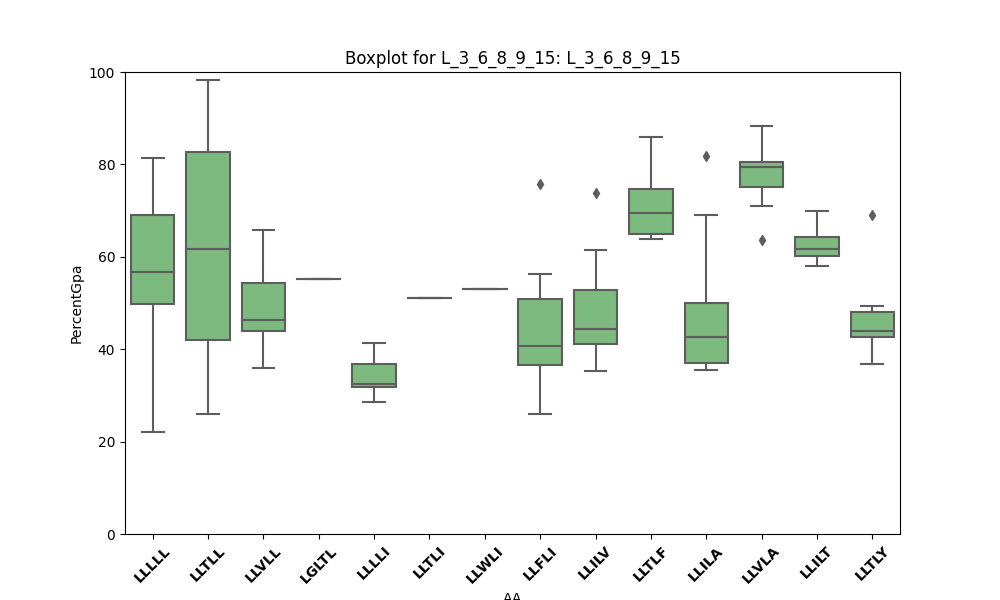 Boxplot for L_3_6_8_9_15: L_3_6_8_9_15
100
80
60
40
20
0
PercentGpa
LLLLL LLTLL LLVLL LGLTL LLLLI LLTLI LLWLI LLFLI LLILV LLTLF LLILA LLVLA LLILT LLTLY
AA